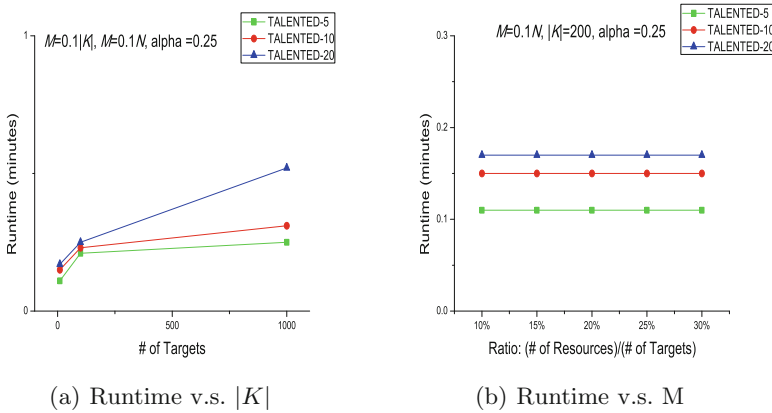 M=0.1|K|, M=0.1N, alpha =0.25
TALENTED-5
TALENTED-10
TALENTED-20
1
0
Runtime (minutes)
0
500
1000
# of Targets
(a) Runtime v.s. |K|
M=0.1N, |K|=200, alpha =0.25
TALENTED-5
TALENTED-10
TALENTED-20
0.3
0.2
0.1
0.0
Runtime (minutes)
10%
15%
20%
25%
30%
Ratio: (# of Resources)/(# of Targets)
(b) Runtime v.s. M